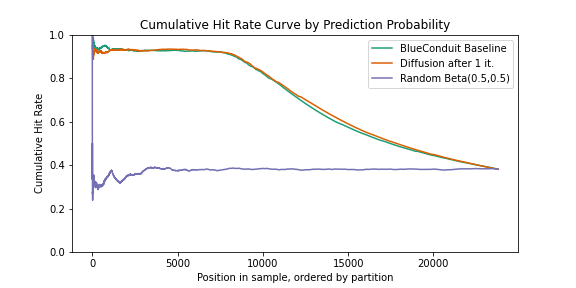 Cumulative Hit Rate Curve by Prediction Probability
Cumulative Hit Rate
1.0
0.8
0.6
0.4
0.2
0.0
BlueConduit Baseline
Diffusion after 1 it.
Random Beta(0.5,0.5)
0
5000
10000
15000
20000
Position in sample, ordered by partition